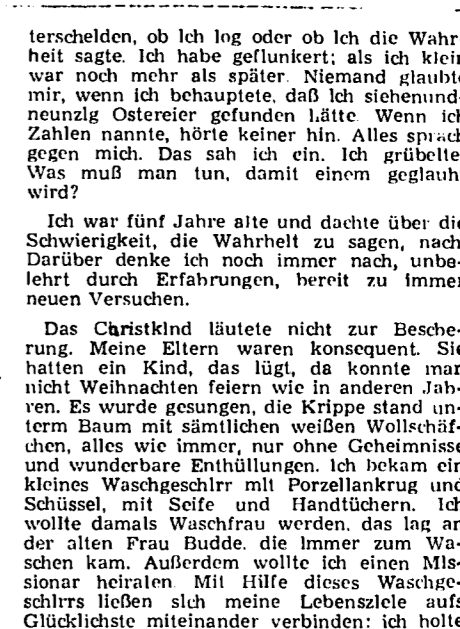 terscheiden, ob ich log oder ob ich die Wahr
heit sagte. Ich habe geflunkert; als ich klei
war noch mehr als später. Niemand glaubt
mir, wenn ich behauptete, daß ich siebenund-
neunzig Ostereier gefunden hätte. Wenn ic
Zahlen nannte, hörte keiner hin. Alles sprach
gegen mich. Das sah ich ein. Ich grübelte
Was muß man tun, damit einem geglaub
wird?
Ich war fünf Jahre alte und dachte über die
Schwierigkeit, die Wahrheit zu sagen, nach
Darüber denke ich noch immer nach, unbe-
lehrt durch Erfahrungen, bereit zu immer
neuen Versuchen.
Das Christkind läutete nicht zur Besche-
rung. Meine Eltern waren konsequent. Sie
hatten ein Kind, das lügt, da konnte man
nicht Weihnachten feiern wie in anderen Jah-
ren. Es wurde gesungen, die Krippe stand un-
term Baum mit sämtlichen weißen Wollschäf-
chen, alles wie immer, nur ohne Geheimnisse
und wunderbare Enthüllungen. Ich bekam ein
kleines Waschgeschirr mit Porzellankrug und
Schüssel, mit Seife und Handtüchern. Ich
wollte damals Waschfrau werden, das lag an
der alten Frau Budde, die immer zum Wa-
schen kam. Außerdem wollte ich einen Mis-
sionar heiraten. Mit Hilfe dieses Waschge-
schirrs ließen sich meine Lebensziele aufs
Glücklichste miteinander verbinden: ich holte